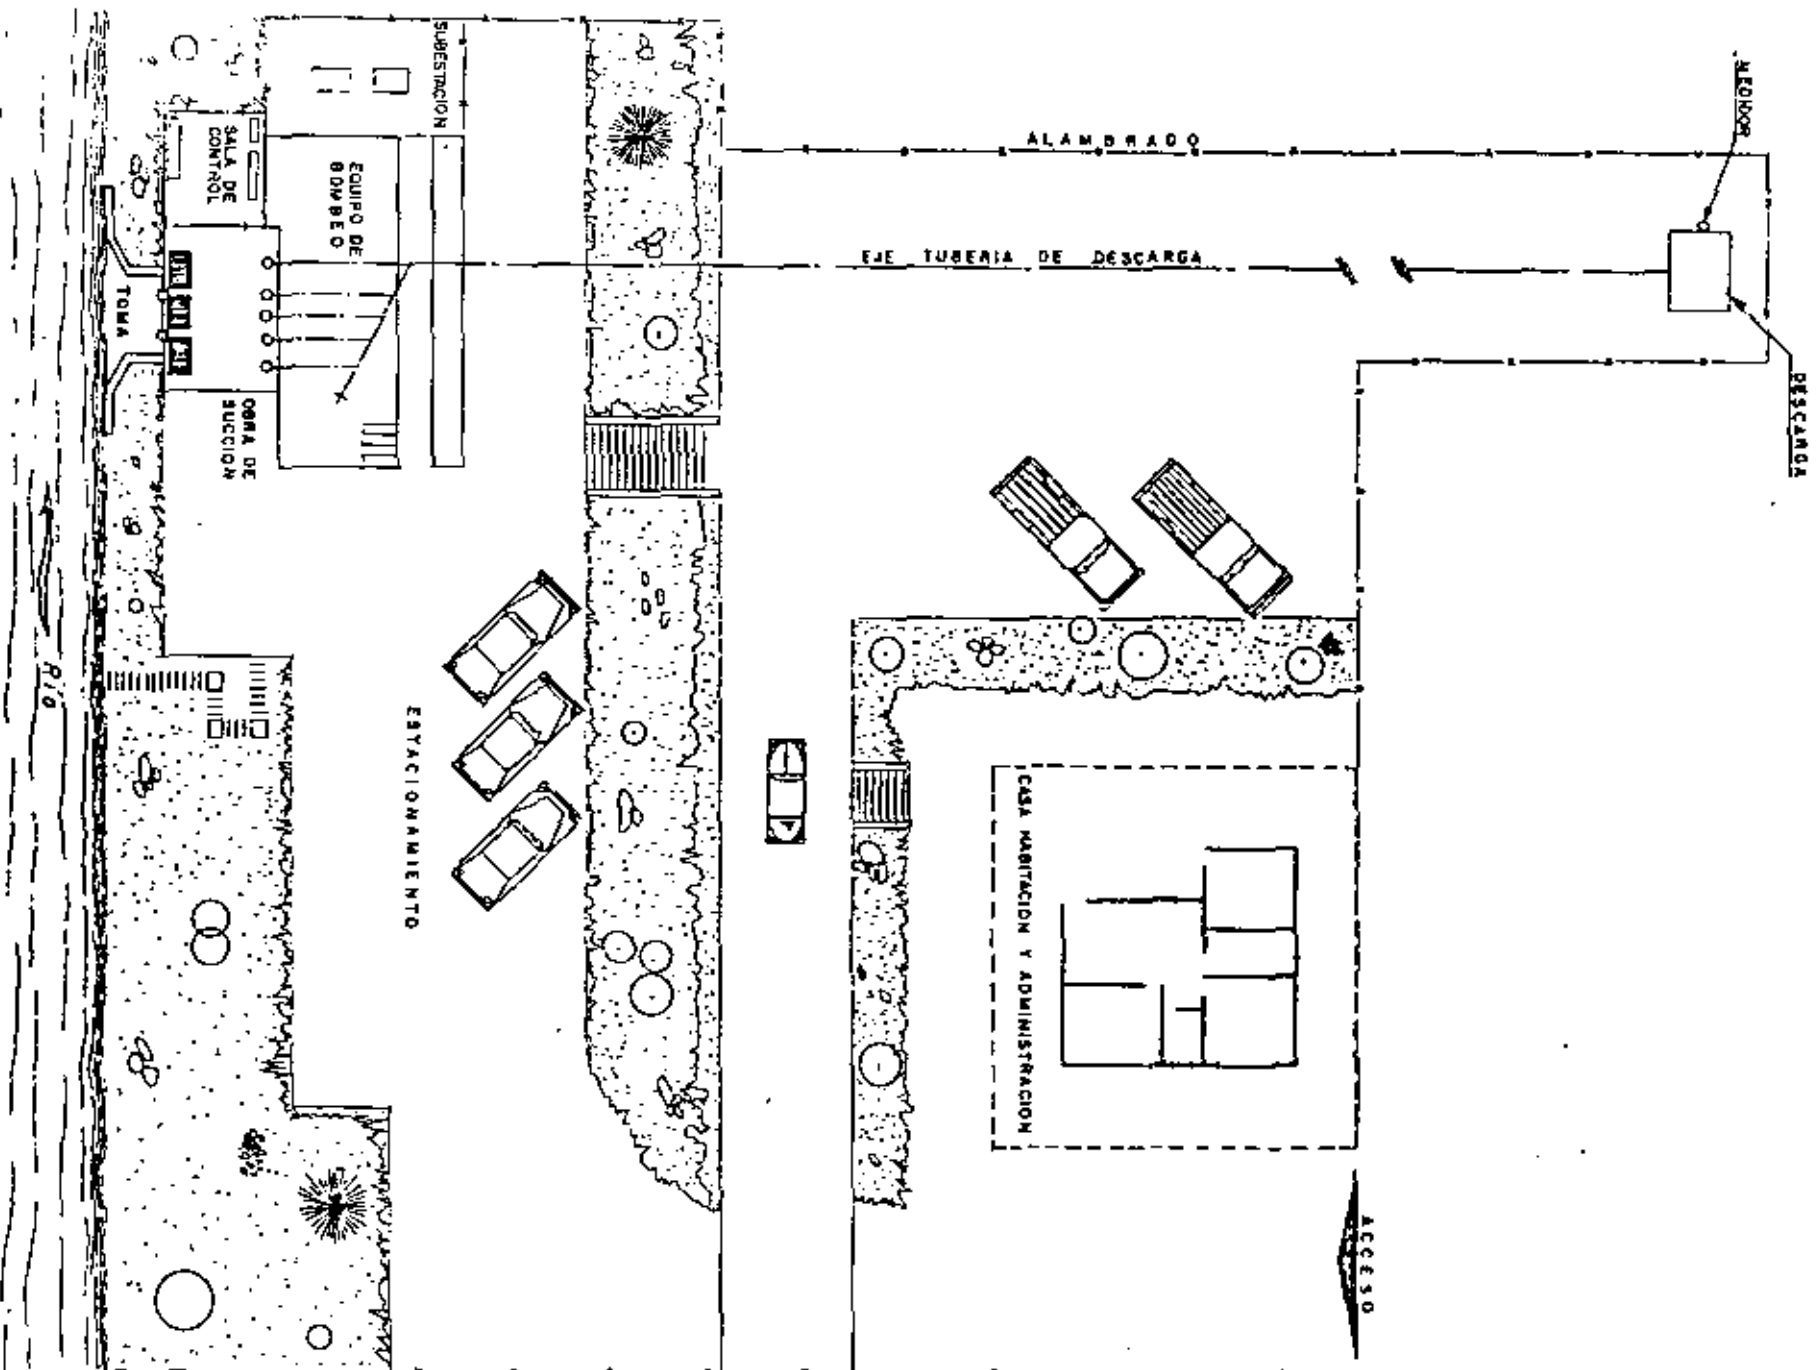 MEDIDOR
SUBESTACION
ALAMBRADO
SALA DE
CONTROL
EQUIPO DE
BOMBEO
EJE TUBERIA DE DESCARGA
TOMA
DESCARGA
OBRA DE
SUCCION
RIO
ESTACIONAMIENTO
CASA HABITACION Y ADMINISTRACION
ACCESO